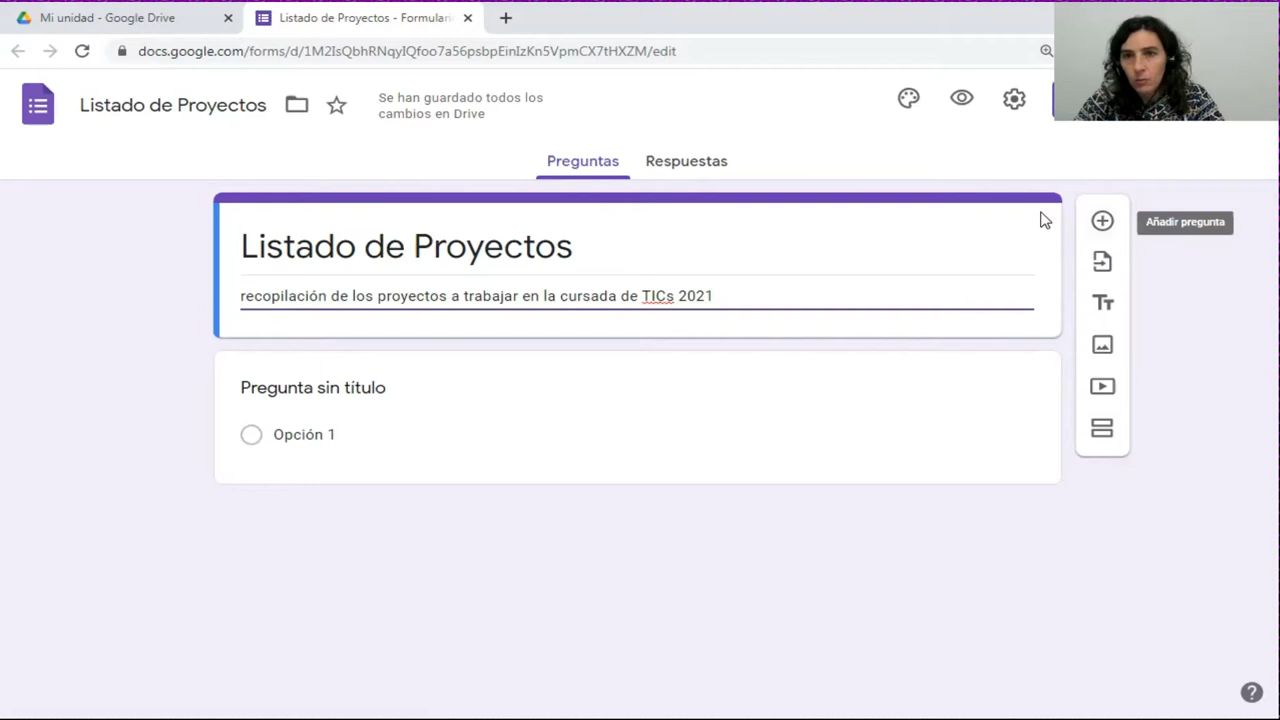 Mi unidad - Google Drive
Listado de Proyectos - Formulari
docs.google.com/forms/d/1M2IsQbhRNqyIQfoo7a56psbpEinIzKn5VpmCX7tHXZM/edit
Listado de Proyectos
Se han guardado todos los
cambios en Drive
Preguntas
Respuestas
Listado de Proyectos
recopilación de los proyectos a trabajar en la cursada de TICs 2021
Añadir pregunta
Tт
Pregunta sin título
Opción 1